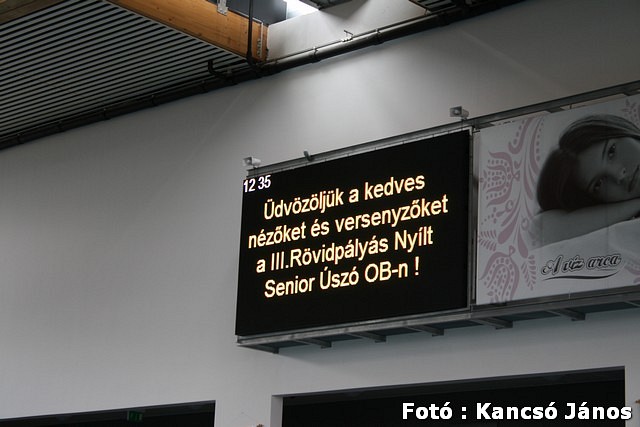 12 35
Üdvözöljük a kedves
nézőket és versenyzőket
a III.Rövidpályás Nyílt
Senior Úszó OB-n !
A víz arca
Fotó : Kancsó János